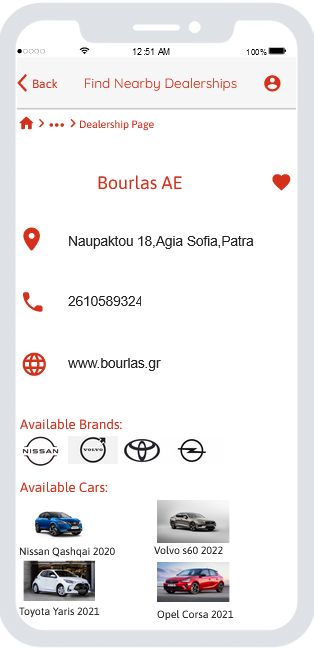 12:51 AM
100%
Back
Find Nearby Dealerships
Dealership Page
Bourlas AE
Naupaktou 18,Agia Sofia,Patra
2610589324
www.bourlas.gr
Available Brands:
NISSAN
VOLVO
Available Cars:
Nissan Qashqai 2020
Volvo s60 2022
Toyota Yaris 2021
Opel Corsa 2021